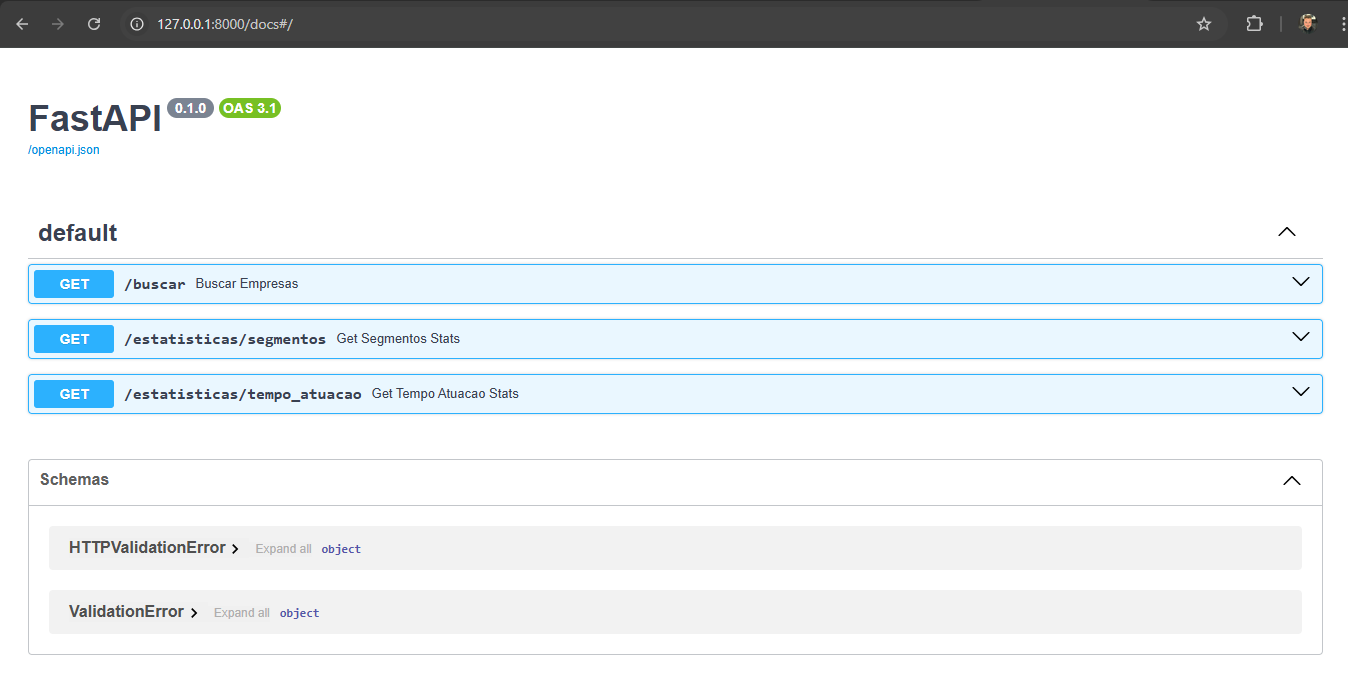 127.0.0.1:8000/docs#/
FastAPI 0.1.0 OAS 3.1
/openapi.json
default
GET /buscar Buscar Empresas
GET /estatisticas/segmentos Get Segmentos Stats
GET /estatisticas/tempo_atuacao Get Tempo Atuacao Stats
Schemas
HTTPValidationError Expand all object
ValidationError Expand all object